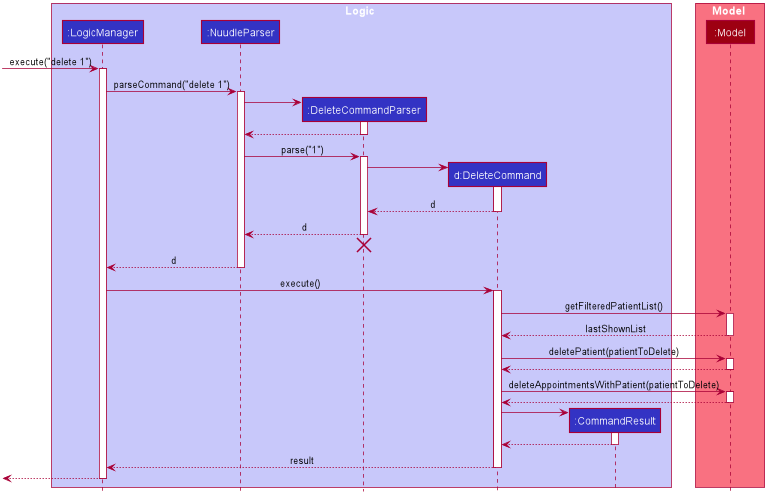 Logic
Model
:LogicManager
:NuudleParser
:Model
execute("delete 1")
parseCommand("delete 1")
:DeleteCommandParser
parse("1")
d:DeleteCommand
d
d
d
execute()
getFilteredPatientList()
lastShownList
deletePatient(patientToDelete)
deleteAppointmentsWithPatient(patientToDelete)
:CommandResult
result